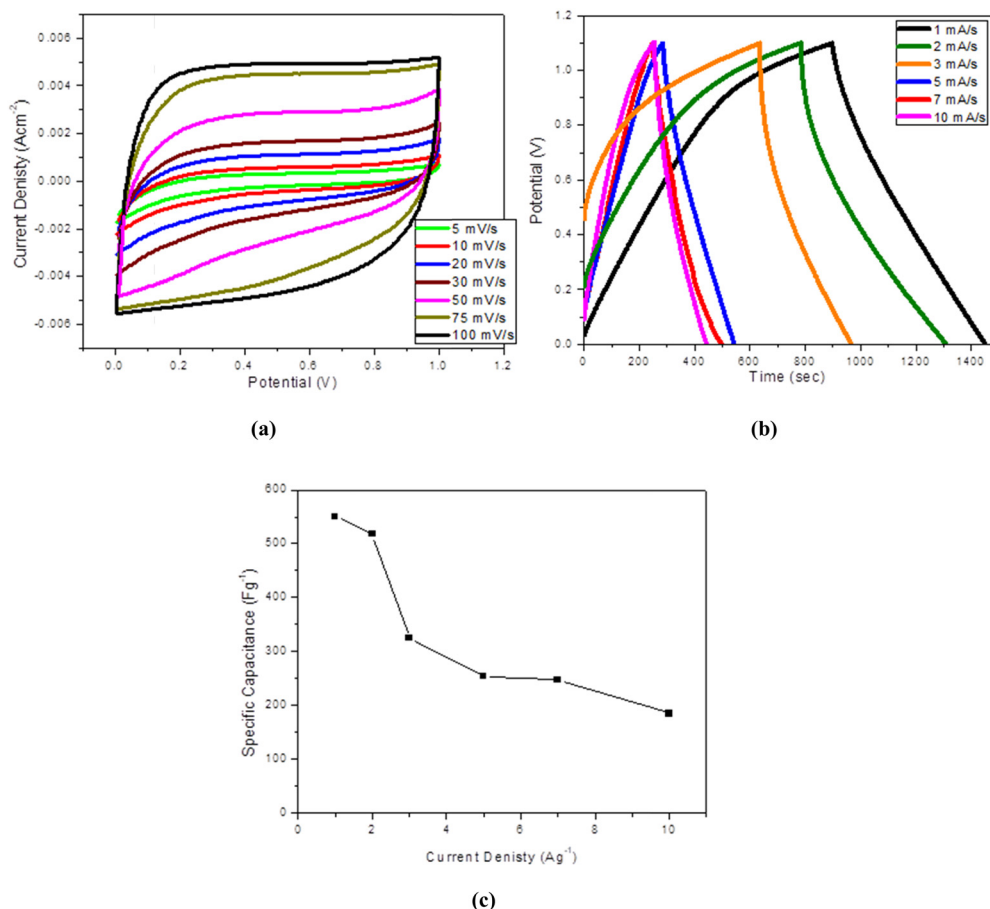 0.006
0.004
0.002
0.000
-0.002
-0.004
-0.006
Current Denisty (Acm⁻²)
0.0 0.2 0.4 0.6 0.8 1.0 1.2
Potential (V)
5 mV/s
10 mV/s
20 mV/s
30 mV/s
50 mV/s
75 mV/s
100 mV/s
(a)
1.2
1.0
0.8
0.6
0.4
0.2
0.0
Potential (V)
0 200 400 600 800 1000 1200 1400
Time (sec)
1 mA/s
2 mA/s
3 mA/s
5 mA/s
7 mA/s
10 mA/s
(b)
600
500
400
300
200
100
0
Specific Capacitance (Fg⁻¹)
0 2 4 6 8 10
Current Denisty (Ag⁻¹)
(c)